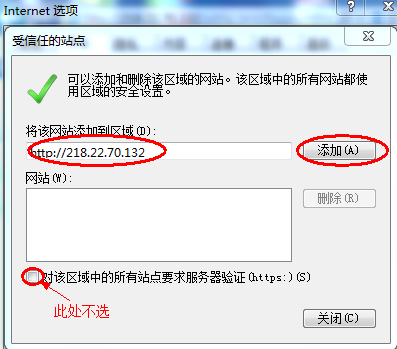 Internet 选项
受信任的站点
可以添加和删除该区域的网站。该区域中的所有网站都使
用区域的安全设置。
将该网站添加到区域(D):
http://218.22.70.132
添加(A)
网站(W):
删除(R)
对该区域中的所有站点要求服务器验证(https:)(S)
此处不选
关闭(C)